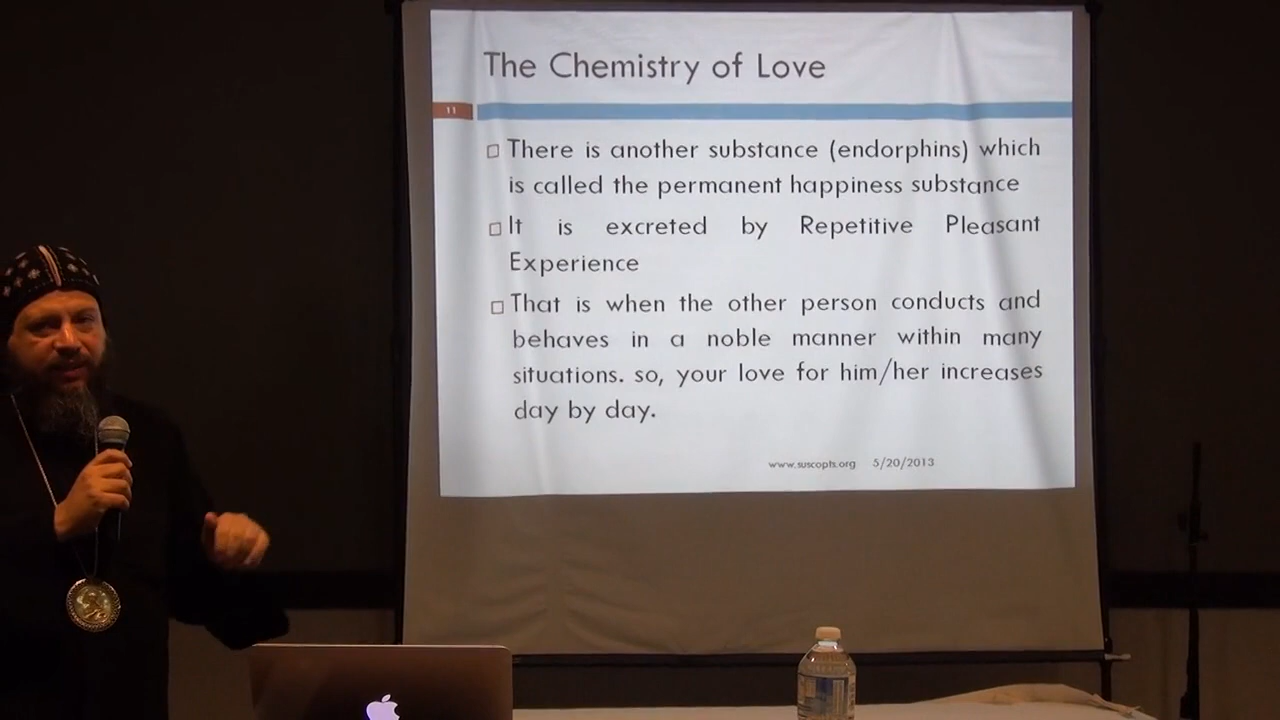 The Chemistry of Love
11
There is another substance (endorphins) which
is called the permanent happiness substance
It is excreted by Repetitive Pleasant
Experience
That is when the other person conducts and
behaves in a noble manner within many
situations. so, your love for him/her increases
day by day.
www.suscopts.org 5/20/2013